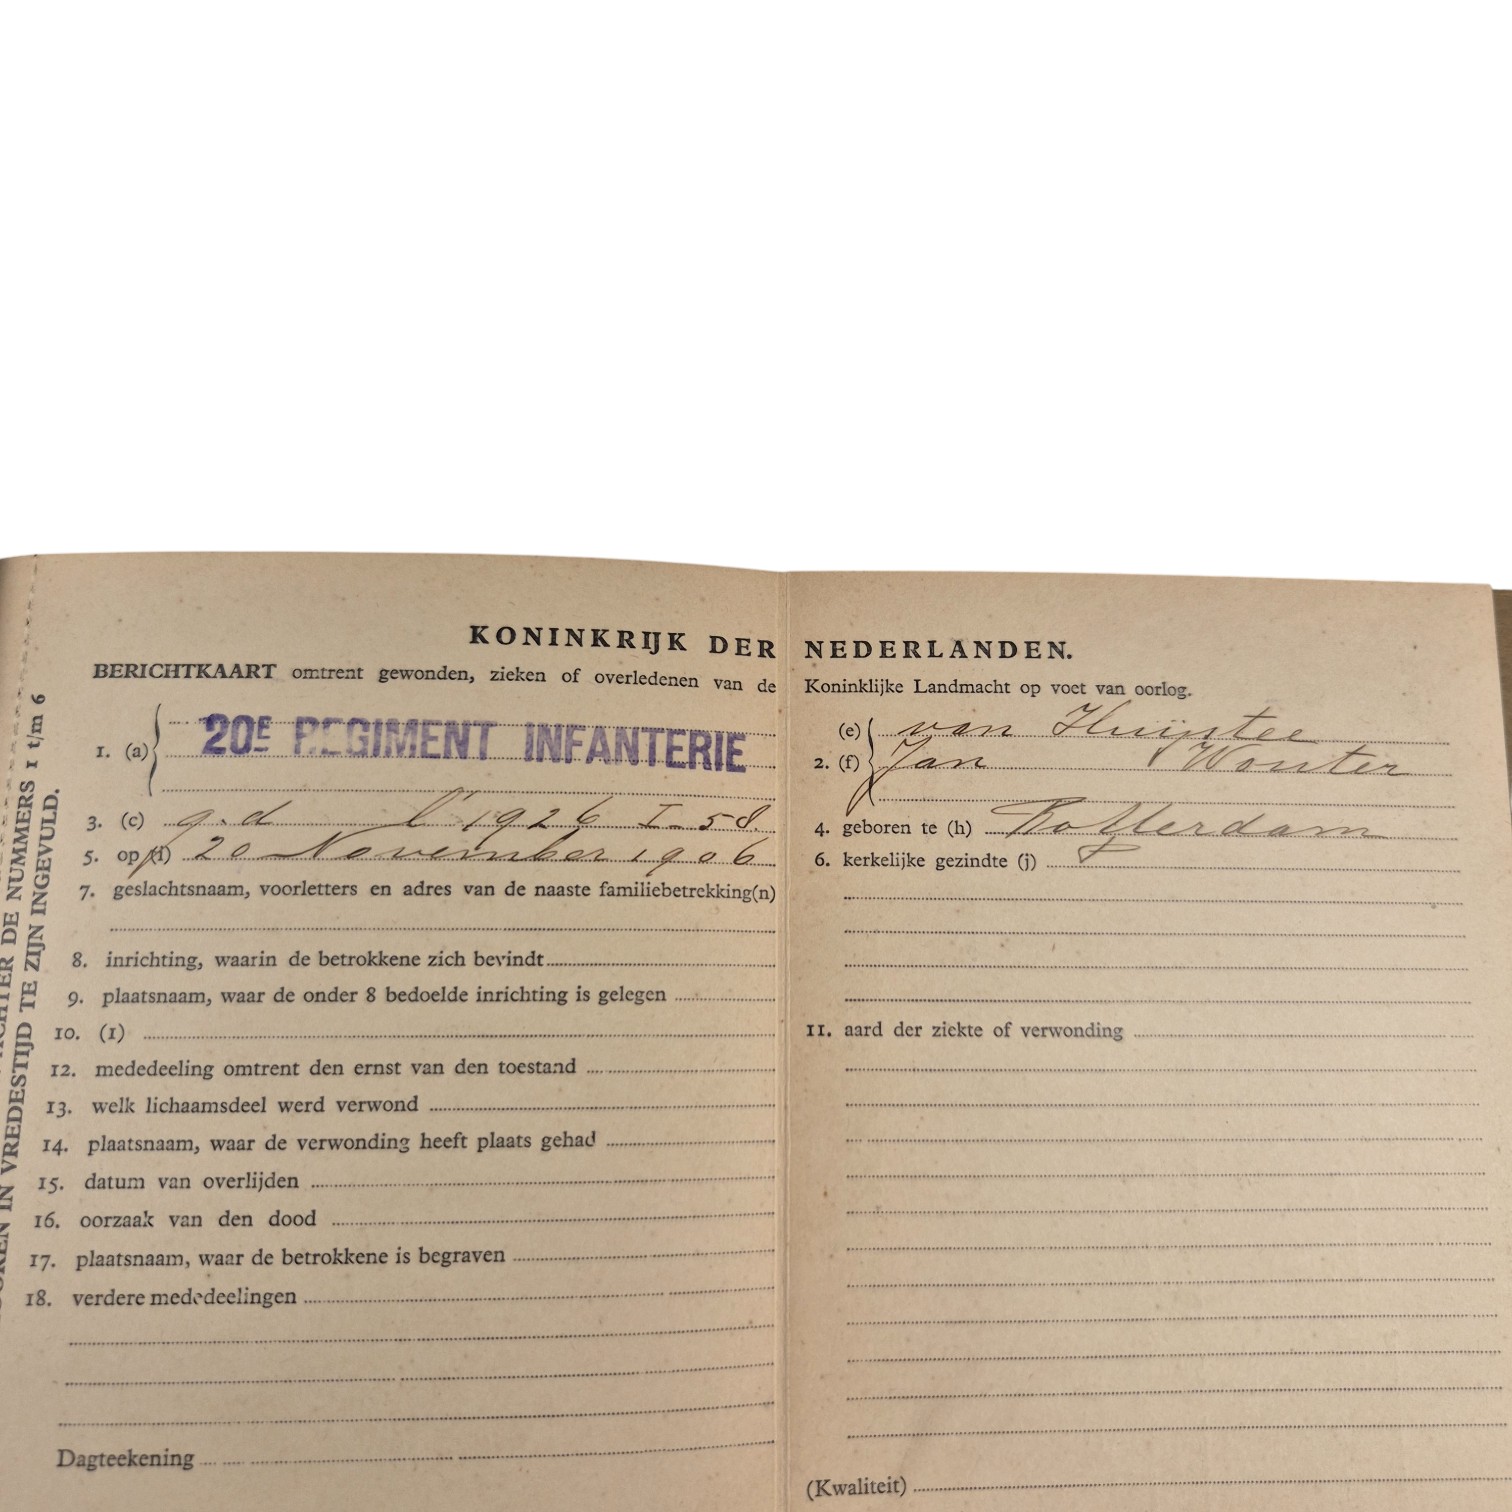 KONINKRIJK DER NEDERLANDEN.
BERICHTKAART omtrent gewonden, zieken of overledenen van de Koninklijke Landmacht op voet van oorlog.
1. (a) 20E REGIMENT INFANTERIE
(e) van Huijstee
2. (f) Jan Wouter
3. (c) g.d l' 1926 I-58.
4. geboren te (h) Rotterdam
5. op (i) 20 November 1906
6. kerkelijke gezindte (j)
7. geslachtsnaam, voorletters en adres van de naaste familiebetrekking(n)
8. inrichting, waarin de betrokkene zich bevindt
9. plaatsnaam, waar de onder 8 bedoelde inrichting is gelegen
10. (1)
11. aard der ziekte of verwonding
12. mededeeling omtrent den ernst van den toestand
13. welk lichaamsdeel werd verwond
14. plaatsnaam, waar de verwonding heeft plaats gehad
15. datum van overlijden
16. oorzaak van den dood
17. plaatsnaam, waar de betrokkene is begraven
18. verdere mededeelingen
Dagteekening
(Kwaliteit)
DE NUMMERS 1 t/m 6
IN VREDESTIJD TE ZIJN INGEVULD.